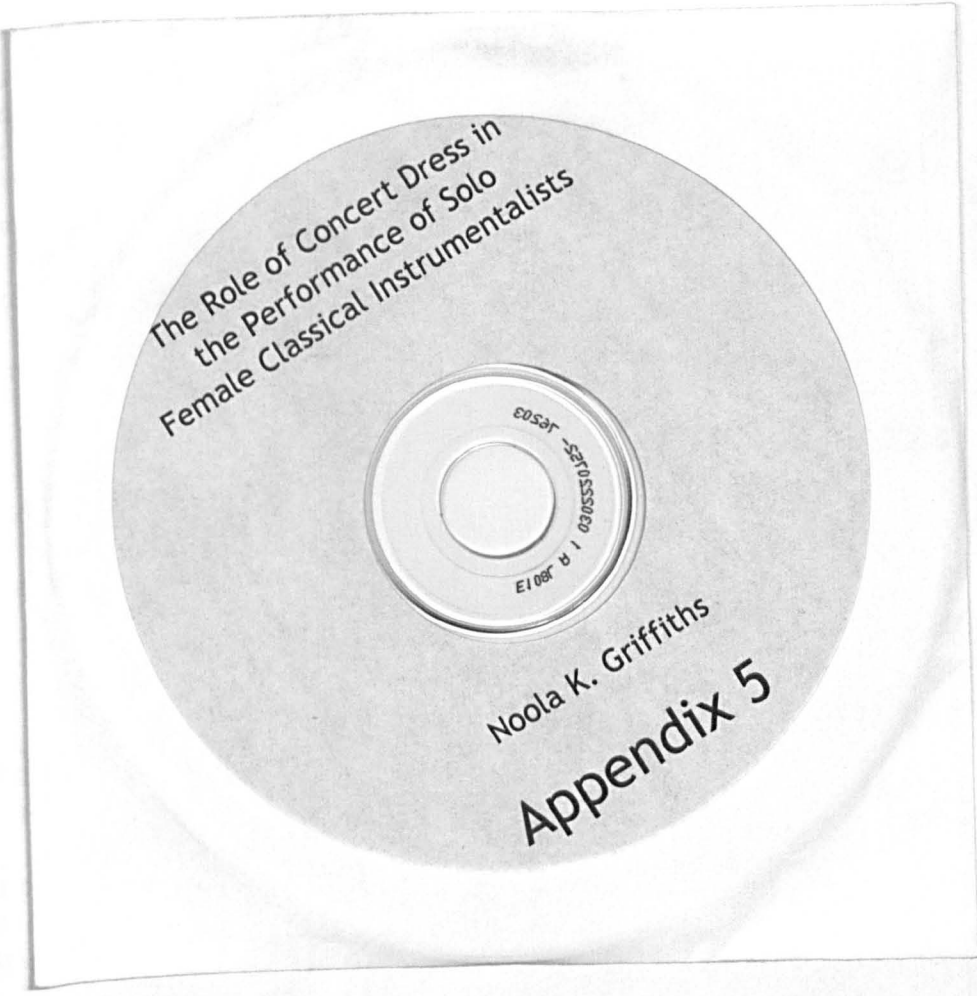 The Role of Concert Dress in
the Performance of Solo
Female Classical Instrumentalists
Noola K. Griffiths
Appendix 5